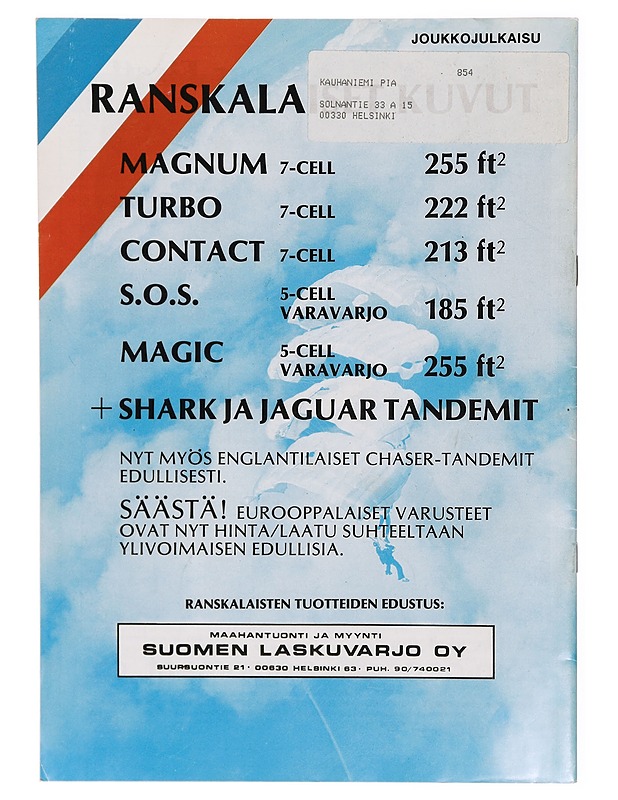 JOUKKOJULKAISU
854
KAUHANIEMI PIA
SOLNANTIE 33 A 15
00330 HELSINKI
RANSKALA KUVUT
MAGNUM 7-CELL 255 ft²
TURBO 7-CELL 222 ft²
CONTACT 7-CELL 213 ft²
S.O.S. 5-CELL VARAVARJO 185 ft²
MAGIC 5-CELL VARAVARJO 255 ft²
+ SHARK JA JAGUAR TANDEMIT
NYT MYÖS ENGLANTILAISET CHASER-TANDEMIT
EDULLISESTI.
SÄÄSTÄ! EUROOPPALAISET VARUSTEET
OVAT NYT HINTA/LAATU SUHTEELTAAN
YLIVOIMAISEN EDULLISIA.
RANSKALAISTEN TUOTTEIDEN EDUSTUS:
MAAHANTUONTI JA MYYNTI
SUOMEN LASKUVARJO OY
SUURSUONTIE 21 · 00630 HELSINKI 63 · PUH. 90/740021